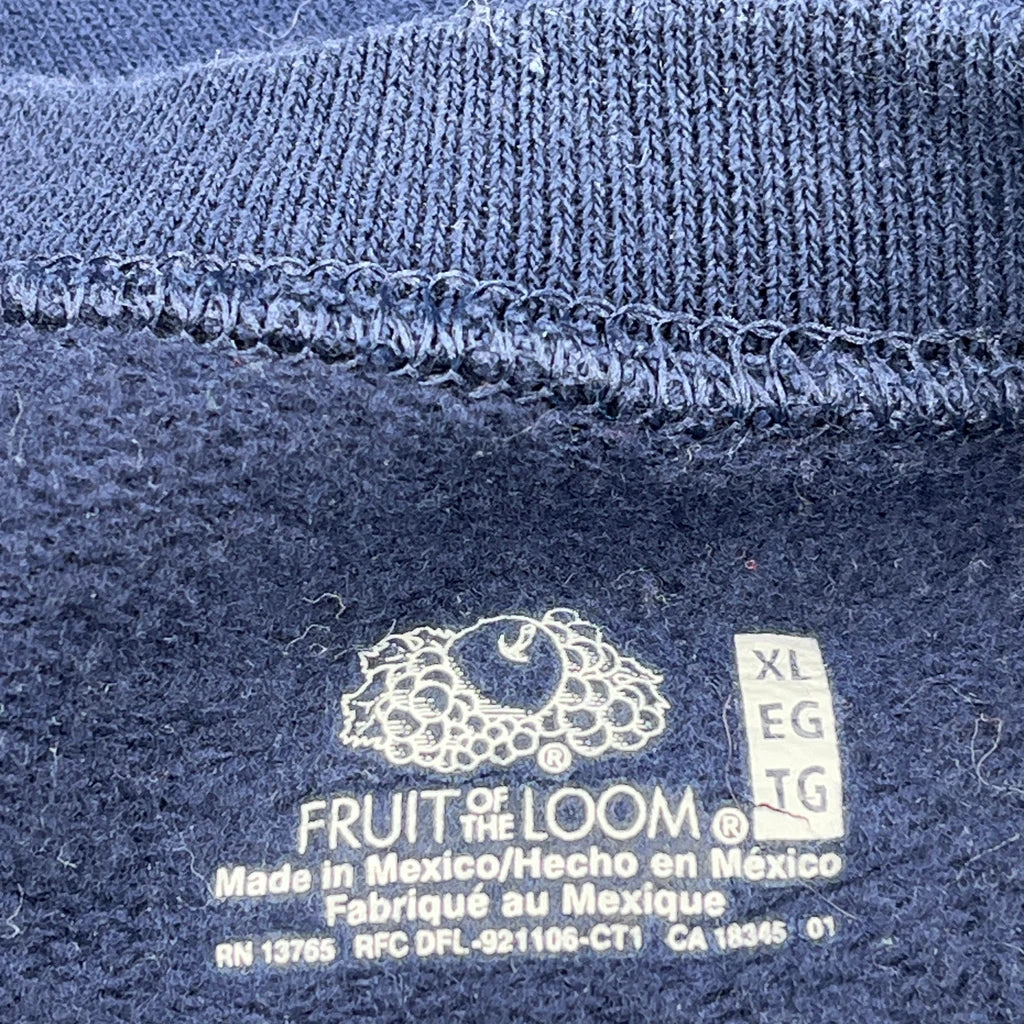 XL
EG
TG
®
FRUIT OF THE LOOM ®
Made in Mexico/Hecho en México
Fabriqué au Mexique
RN 13765 RFC DFL-921106-CT1 CA 18345 01